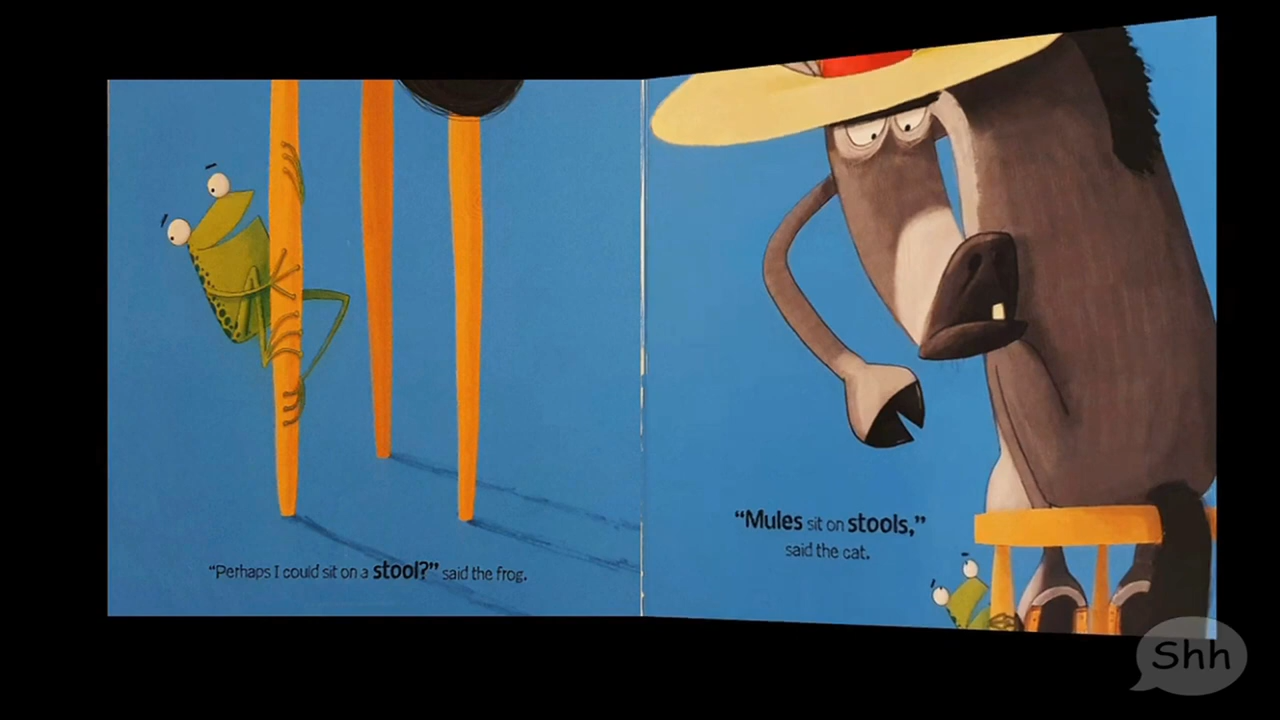 “Perhaps I could sit on a stool?” said the frog.
“Mules sit on stools,”
said the cat.
Shh